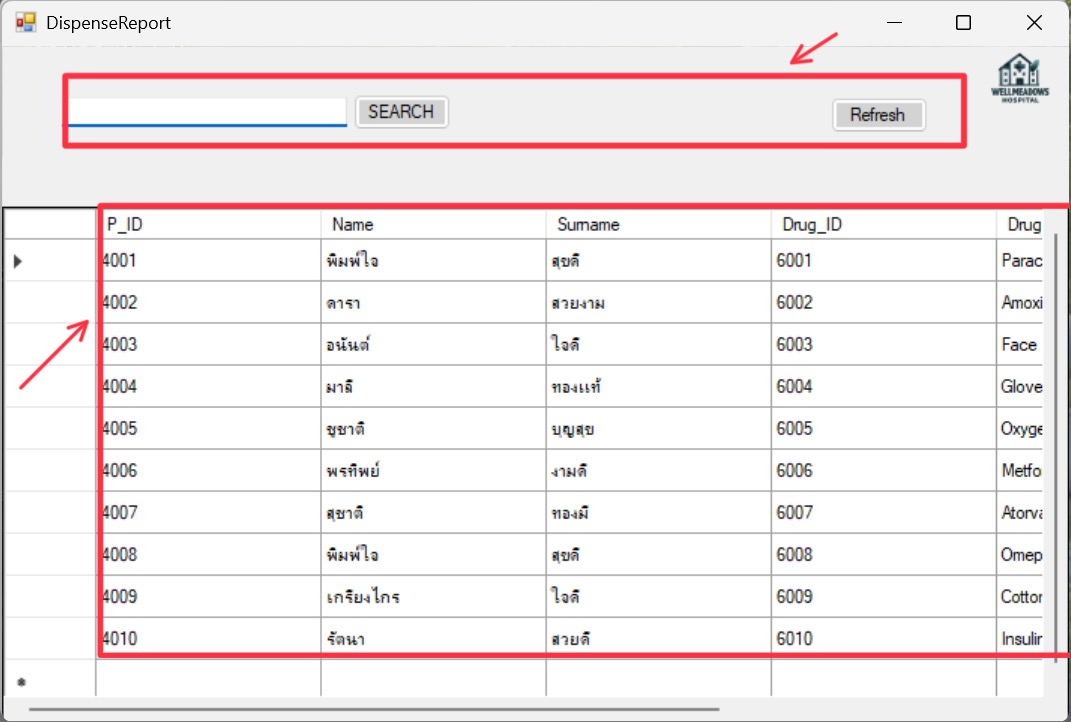 DispenseReport
WELLMEADOWS
HOSPITAL
SEARCH Refresh
P_ID Name Surname Drug_ID Drug
4001 พิมพ์ใจ สุขดี 6001 Parac
4002 ดารา สวยงาม 6002 Amoxi
4003 อนันต์ ใจดี 6003 Face
4004 มาลี ทองแท้ 6004 Glove
4005 ชูชาติ บุญสุข 6005 Oxyge
4006 พรทิพย์ งามดี 6006 Metfo
4007 สุชาติ ทองมี 6007 Atorva
4008 พิมพ์ใจ สุขดี 6008 Omep
4009 เกรียงไกร ใจดี 6009 Cottor
4010 รัตนา สวยดี 6010 Insulin